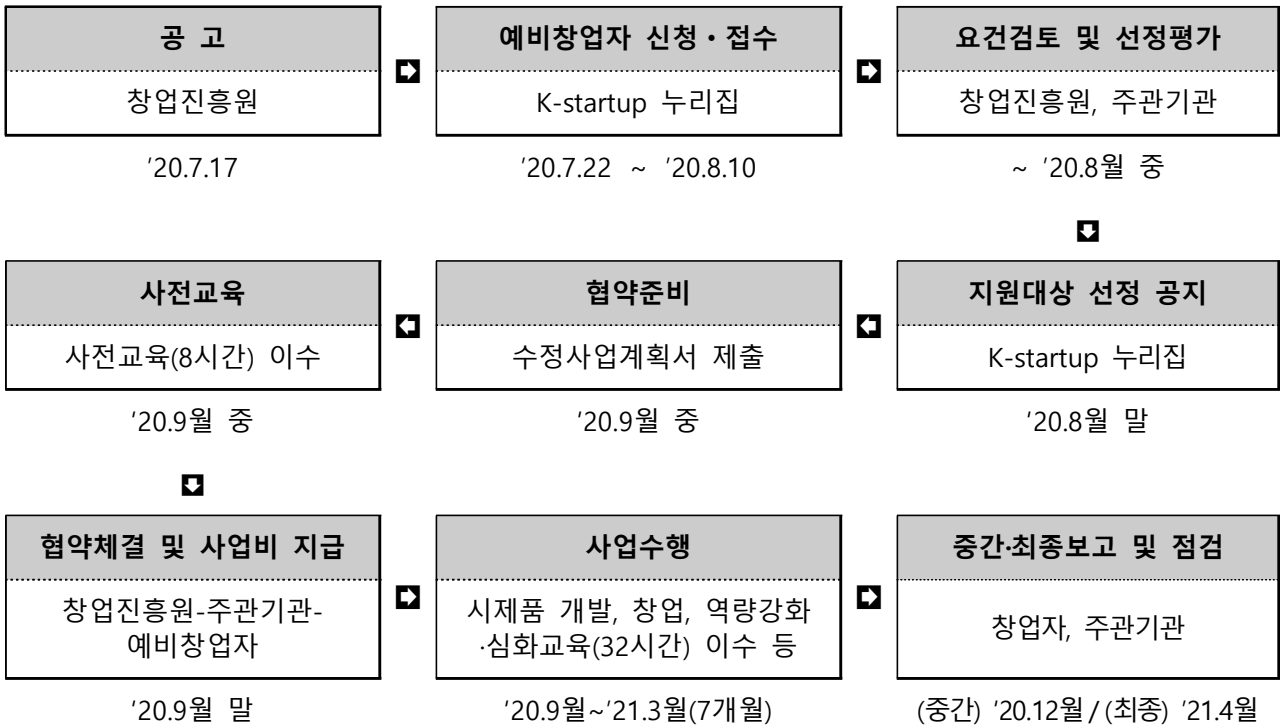 공 고
창업진흥원
'20.7.17
예비창업자 신청・접수
K-startup 누리집
'20.7.22 ~ '20.8.10
요건검토 및 선정평가
창업진흥원, 주관기관
~ '20.8월 중
지원대상 선정 공지
K-startup 누리집
'20.8월 말
협약준비
수정사업계획서 제출
'20.9월 중
사전교육
사전교육(8시간) 이수
'20.9월 중
협약체결 및 사업비 지급
창업진흥원-주관기관-
예비창업자
'20.9월 말
사업수행
시제품 개발, 창업, 역량강화
·심화교육(32시간) 이수 등
'20.9월~'21.3월(7개월)
중간·최종보고 및 점검
창업자, 주관기관
(중간) '20.12월 / (최종) '21.4월